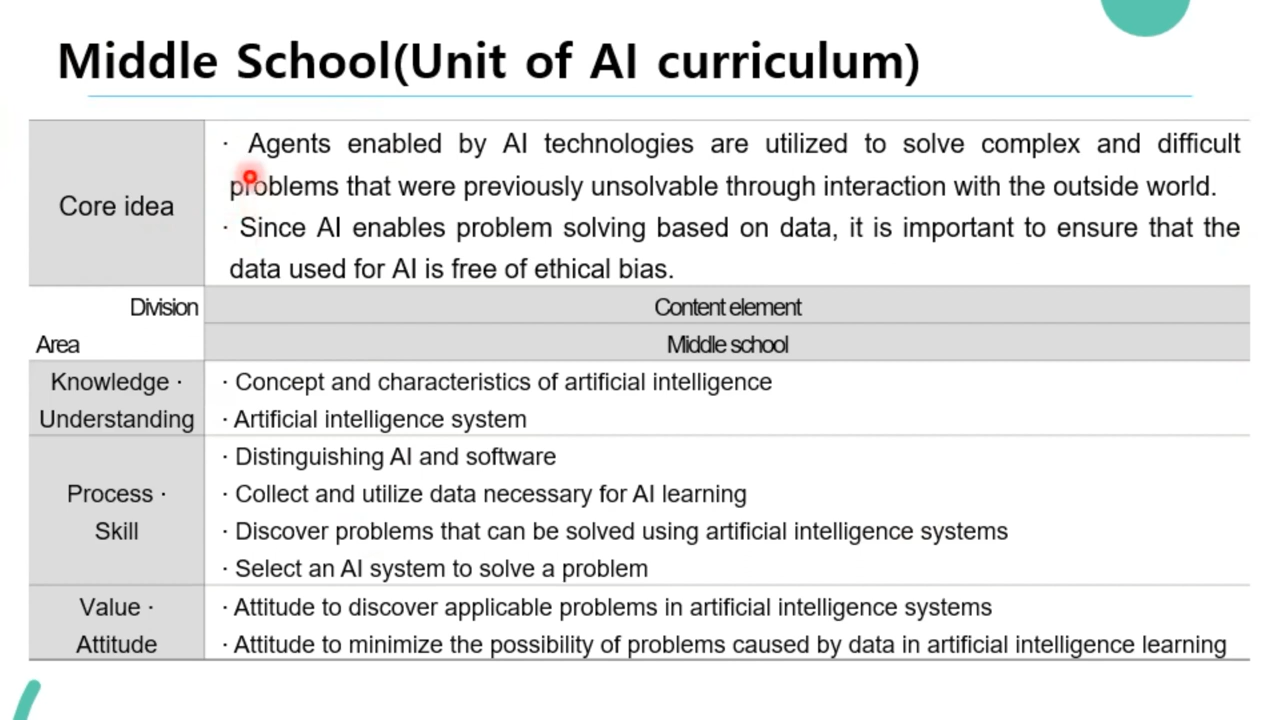 Middle School(Unit of AI curriculum)
Core idea
· Agents enabled by AI technologies are utilized to solve complex and difficult
problems that were previously unsolvable through interaction with the outside world.
· Since AI enables problem solving based on data, it is important to ensure that the
data used for AI is free of ethical bias.
Division
Area
Content element
Middle school
Knowledge ·
Understanding
· Concept and characteristics of artificial intelligence
· Artificial intelligence system
Process ·
Skill
· Distinguishing AI and software
· Collect and utilize data necessary for AI learning
· Discover problems that can be solved using artificial intelligence systems
· Select an AI system to solve a problem
Value ·
Attitude
· Attitude to discover applicable problems in artificial intelligence systems
· Attitude to minimize the possibility of problems caused by data in artificial intelligence learning